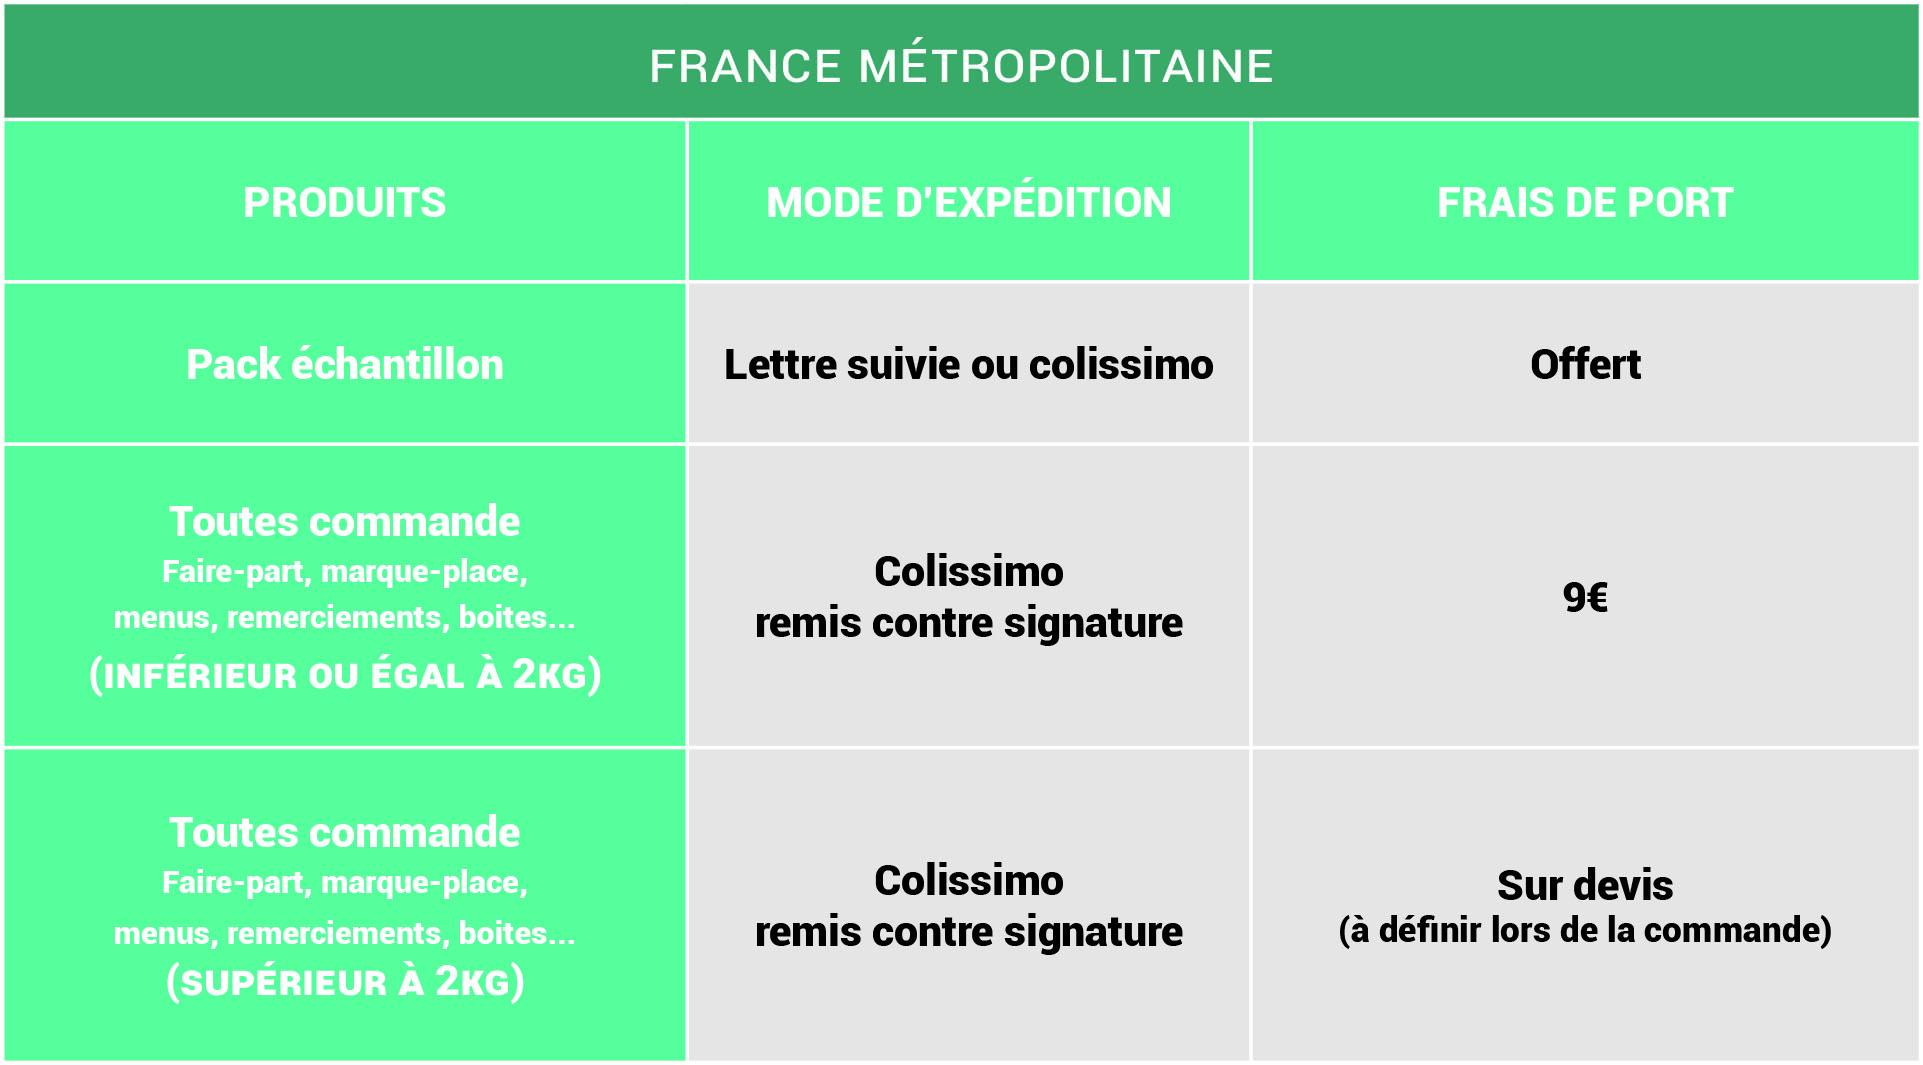 FRANCE MÉTROPOLITAINE
PRODUITS
MODE D'EXPÉDITION
FRAIS DE PORT
Pack échantillon
Lettre suivie ou colissimo
Offert
Toutes commande
Faire-part, marque-place,
menus, remerciements, boites...
(INFÉRIEUR OU ÉGAL À 2KG)
Colissimo
remis contre signature
9€
Toutes commande
Faire-part, marque-place,
menus, remerciements, boites...
(SUPÉRIEUR À 2KG)
Colissimo
remis contre signature
Sur devis
(à définir lors de la commande)